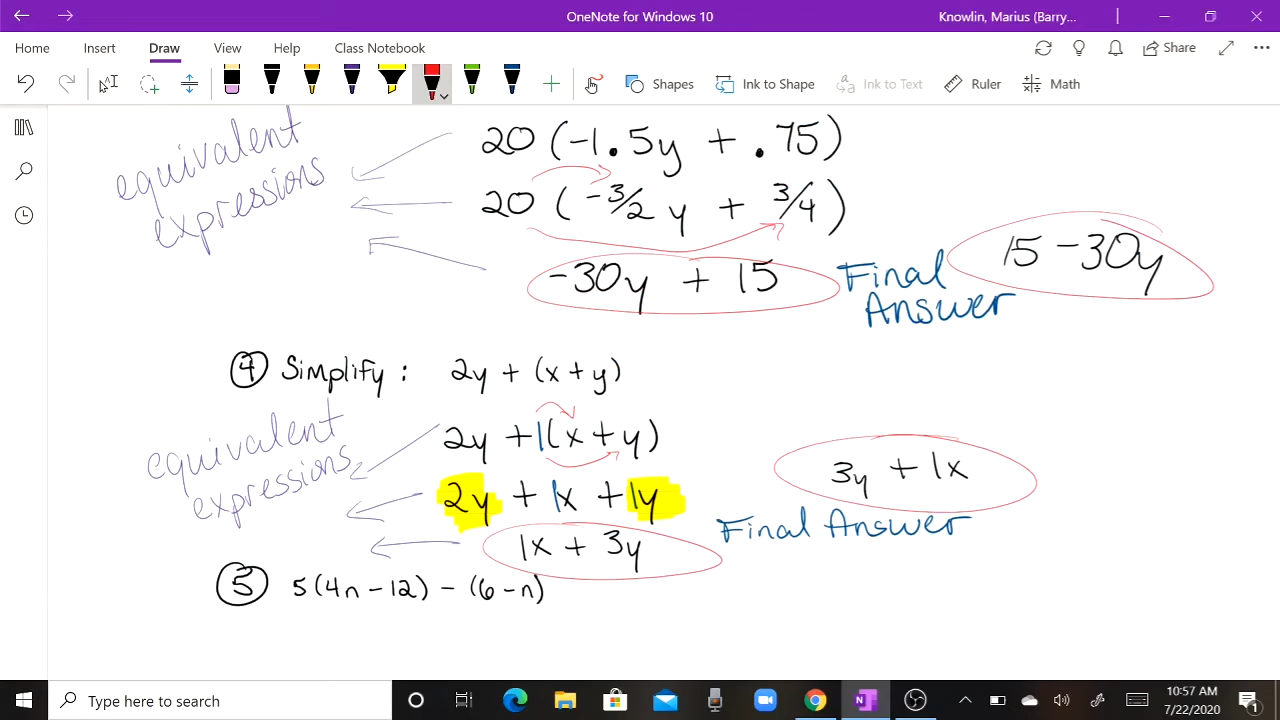 OneNote for Windows 10
Knowlin, Marius (Barry...
Home Insert Draw View Help Class Notebook Share
Shapes Ink to Shape Ink to Text Ruler Math
equivalent
expressions
20 (-1.5y + .75)
20 (-3/2 y + 3/4)
-30y + 15 Final Answer 15 - 30y
④ Simplify: 2y + (x + y)
equivalent
expressions
2y + 1(x + y)
2y + 1x + 1y
1x + 3y Final Answer 3y + 1x
⑤ 5(4n - 12) - (6 - n)
Type here to search
10:57 AM
7/22/2020
1